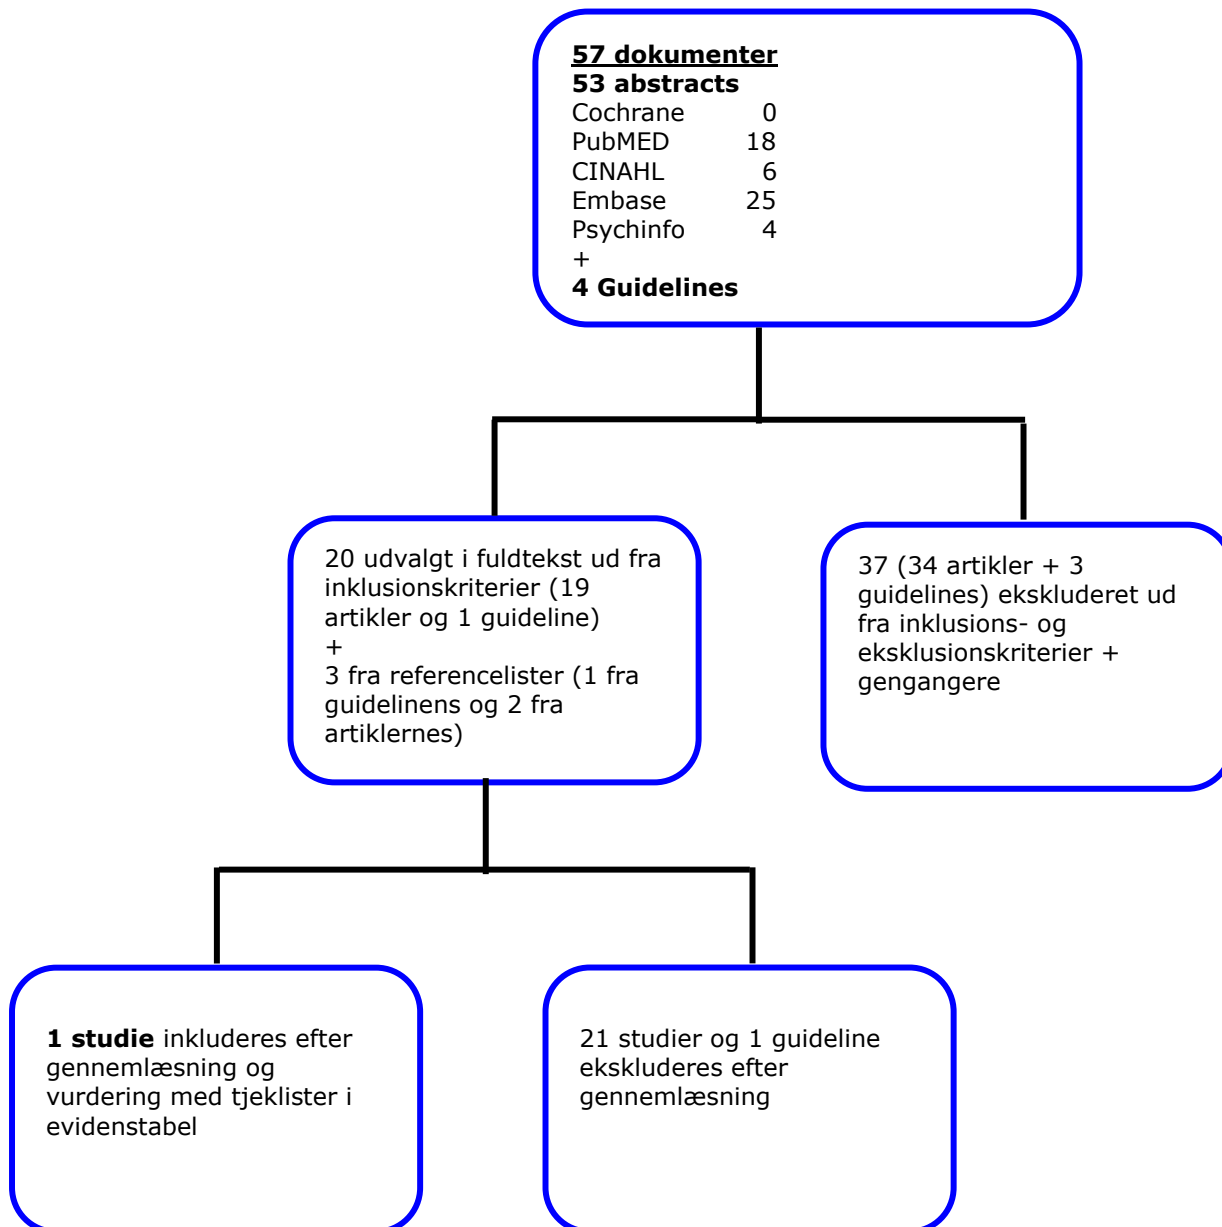 57 dokumenter
53 abstracts
Cochrane 0
PubMED 18
CINAHL 6
Embase 25
Psychinfo 4
+
4 Guidelines
20 udvalgt i fuldtekst ud fra
inklusionskriterier (19
artikler og 1 guideline)
+
3 fra referencelister (1 fra
guidelinens og 2 fra
artiklernes)
37 (34 artikler + 3
guidelines) ekskluderet ud
fra inklusions- og
eksklusionskriterier +
gengangere
1 studie inkluderes efter
gennemlæsning og
vurdering med tjeklister i
evidenstabel
21 studier og 1 guideline
ekskluderes efter
gennemlæsning